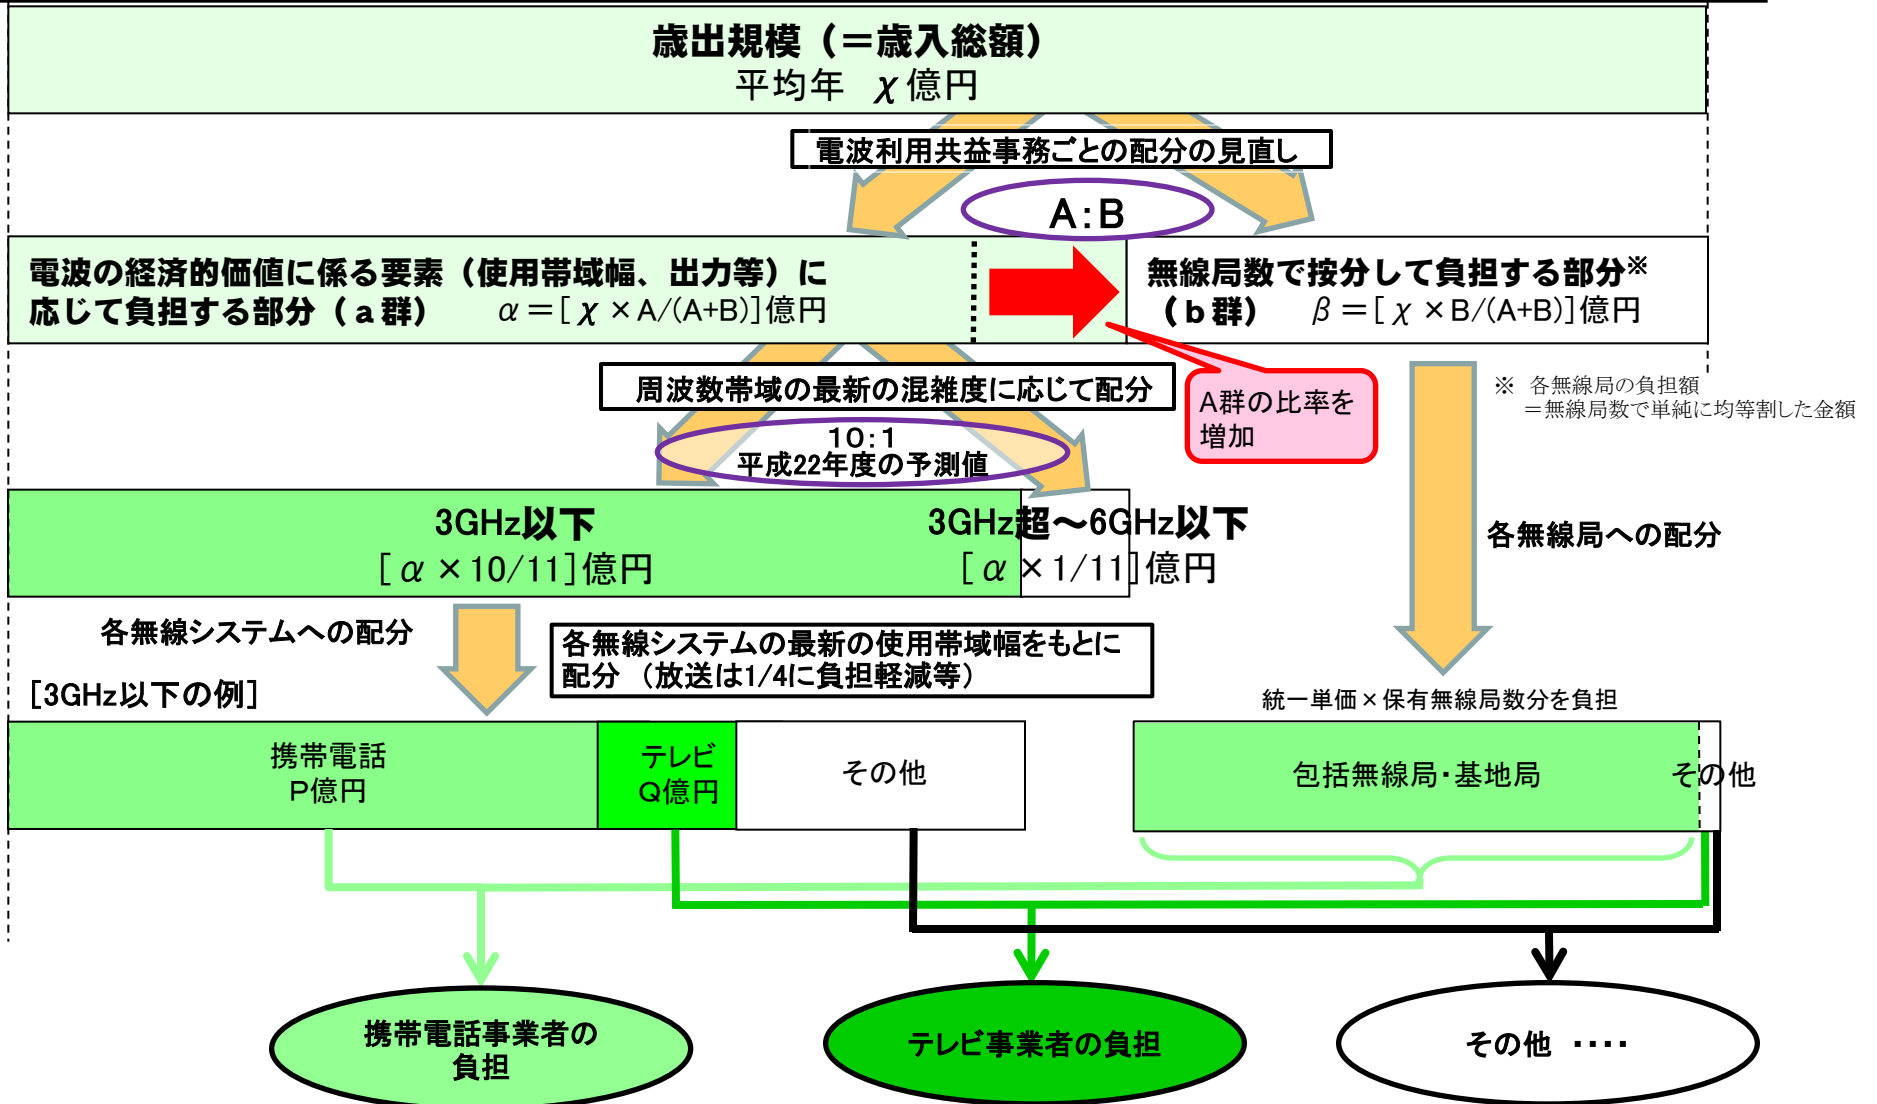 歳出規模（＝歳入総額）
平均年　χ億円
電波利用共益事務ごとの配分の見直し
A：B
電波の経済的価値に係る要素（使用帯域幅、出力等）に
応じて負担する部分（ａ群）　α＝[ χ ×A/(A+B)]億円
無線局数で按分して負担する部分※
（ｂ群）　β＝[ χ ×B/(A+B)]億円
周波数帯域の最新の混雑度に応じて配分
A群の比率を
増加
※　各無線局の負担額
＝無線局数で単純に均等割した金額
10：1
平成22年度の予測値
3GHz以下
[ α ×10/11]億円
3GHz超～6GHz以下
[ α ×1/11]億円
各無線局への配分
各無線システムへの配分
各無線システムの最新の使用帯域幅をもとに
配分　（放送は1/4に負担軽減等）
[3GHz以下の例]
統一単価×保有無線局数分を負担
携帯電話
P億円
テレビ
Q億円
その他
包括無線局・基地局
その他
携帯電話事業者の
負担
テレビ事業者の負担
その他　・・・・